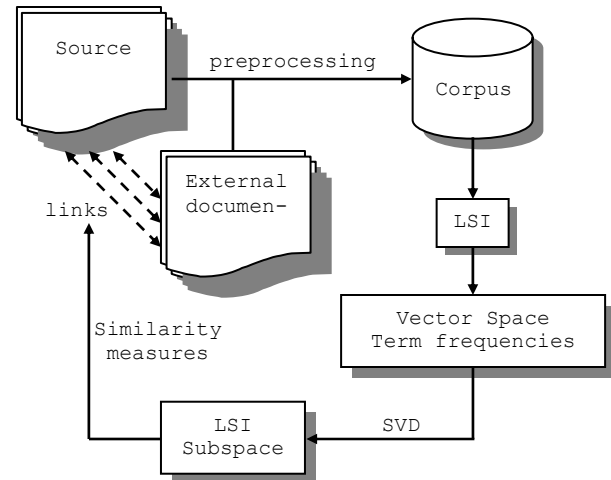 Source
preprocessing
Corpus
External
documen-
links
LSI
Vector Space
Term frequencies
Similarity
measures
LSI
Subspace
SVD